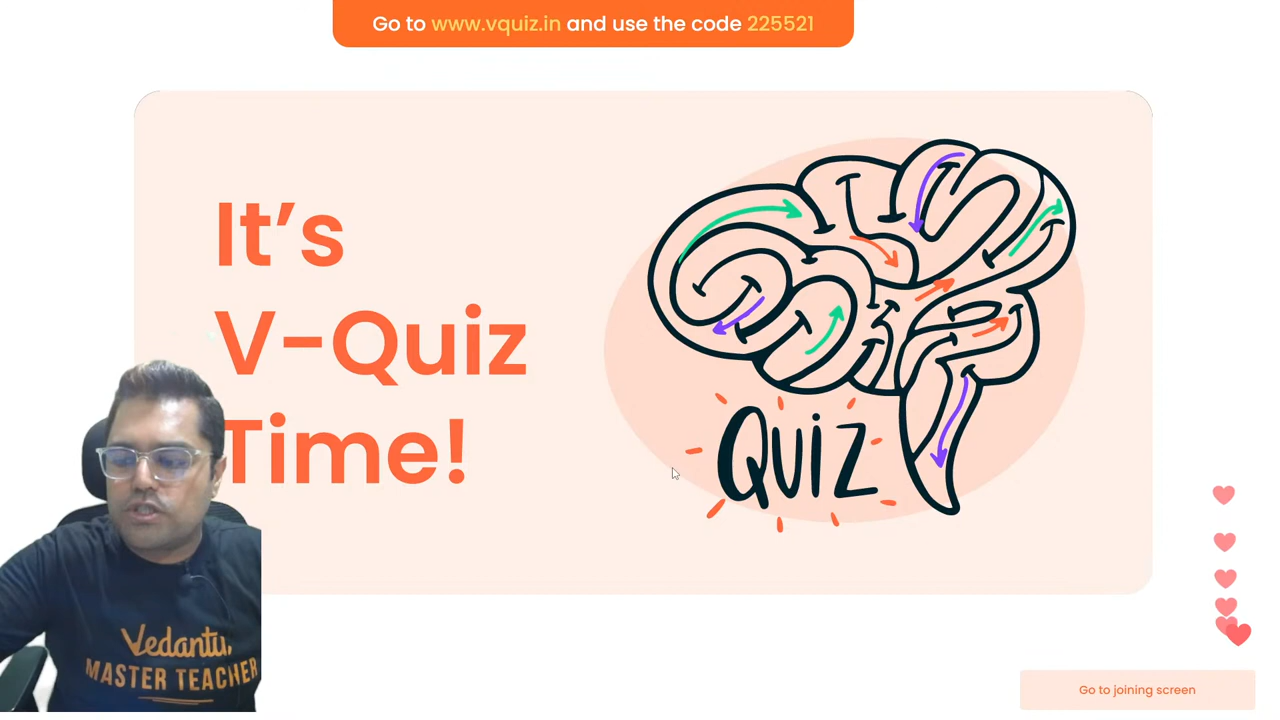 Go to www.vquiz.in and use the code 225521
It’s
V-Quiz
Time!
QUiZ
Vedantu
MASTER TEACHER
Go to joining screen